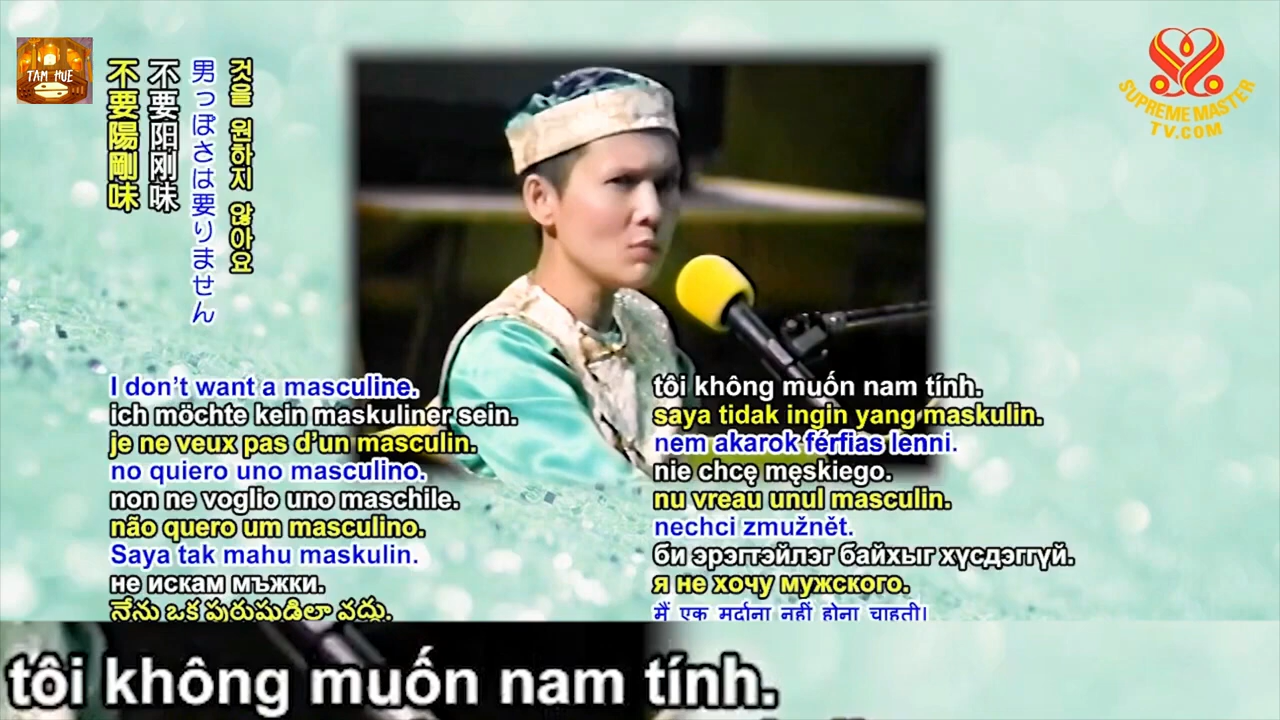 TAM HUE
SUPREME MASTER
TV.COM
것을 원하지 않아요
男っぽさは要りません
不要阳刚味
不要陽剛味
I don't want a masculine.
ich möchte kein maskuliner sein.
je ne veux pas d'un masculin.
no quiero uno masculino.
non ne voglio uno maschile.
não quero um masculino.
Saya tak mahu maskulin.
не искам мъжки.
నేను ఒక పురుషుడిలా వద్దు.
tôi không muốn nam tính.
saya tidak ingin yang maskulin.
nem akarok férfias lenni.
nie chcę męskiego.
nu vreau unul masculin.
nechci zmužnět.
би эрэгтэйлэг байхыг хүсдэггүй.
я не хочу мужского.
मैं एक मर्दाना नहीं होना चाहती।
tôi không muốn nam tính.